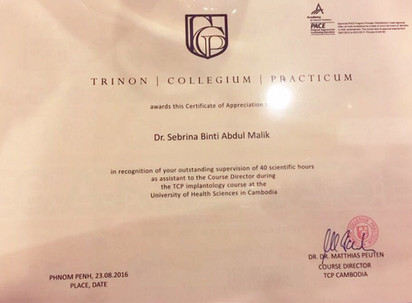 Academy
PACE
TRINON | COLLEGIUM | PRACTICUM
awards this Certificate of Appreciation
Dr. Sebrina Binti Abdul Malik
in recognition of your outstanding supervision of 40 scientific hours
as assistant to the Course Director during
the TCP implantology course at the
University of Health Sciences in Cambodia
PHNOM PENH, 23.08.2016
PLACE, DATE
DR. DR. MATTHIAS PEUTEN
COURSE DIRECTOR
TCP CAMBODIA